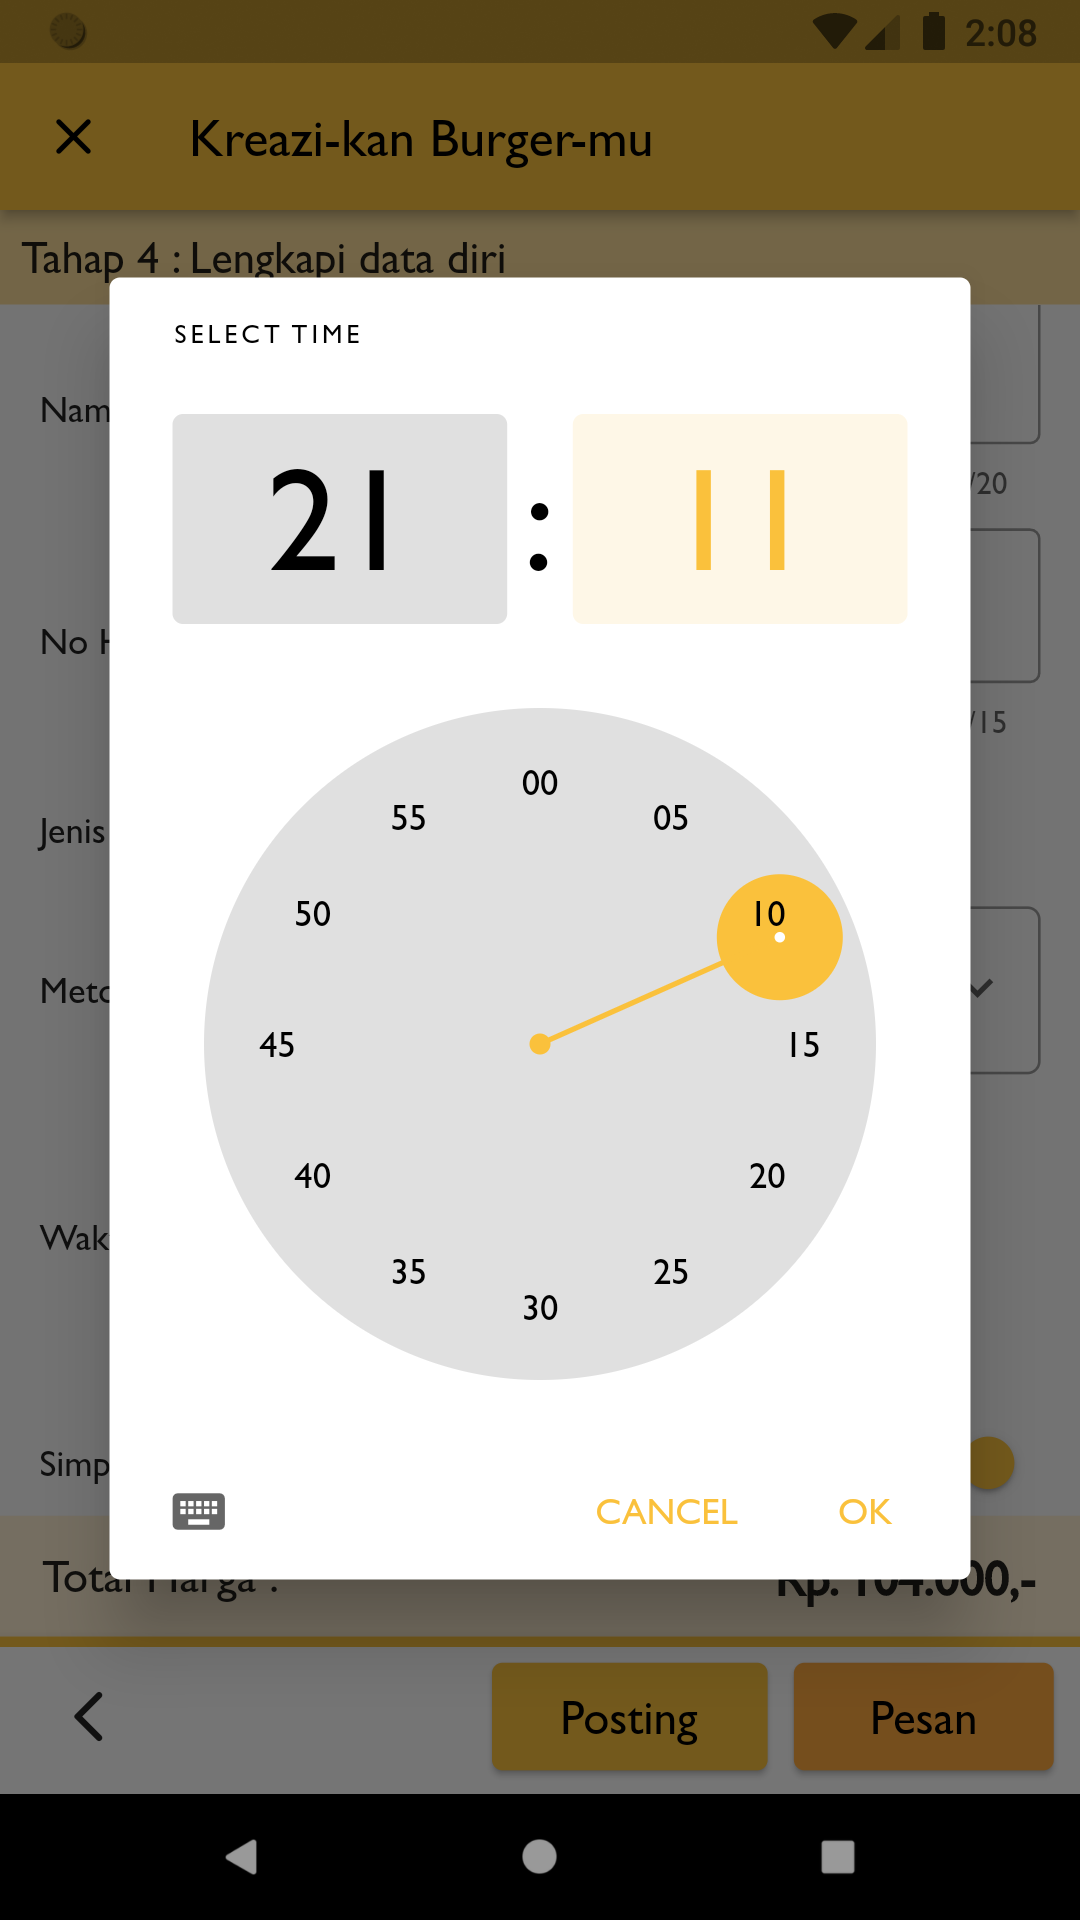 2:08
Kreazi-kan Burger-mu
Tahap 4 : Lengkapi data diri
SELECT TIME
21 : 11
Nam
/20
No
/15
Jenis
Meto
Wak
Simp
00
05
10
15
20
25
30
35
40
45
50
55
CANCEL
OK
Total Harga :
Rp. 104.000,-
Posting
Pesan